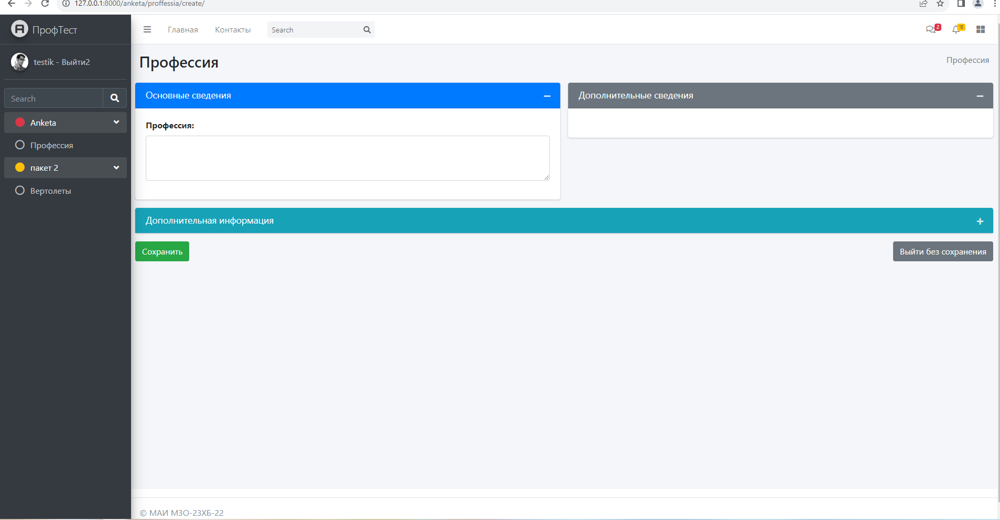 127.0.0.1:8000/anketa/proffessia/create/
ПрофТест
Главная
Контакты
Search
2
15
testik - Выйти2
Search
Anketa
Профессия
пакет 2
Вертолеты
Профессия
Профессия
Основные сведения
Дополнительные сведения
Профессия:
Дополнительная информация
Сохранить
Выйти без сохранения
© МАИ МЗО-23ХБ-22